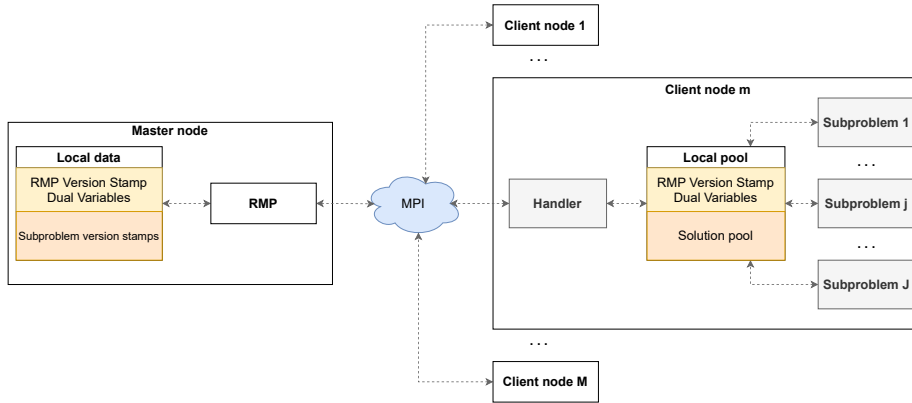 Client node 1
. . .
Client node m
Subproblem 1
Master node
Local data
RMP Version Stamp
Dual Variables
Subproblem version stamps
RMP
MPI
Handler
Local pool
RMP Version Stamp
Dual Variables
Solution pool
. . .
Subproblem j
. . .
Subproblem J
. . .
Client node M